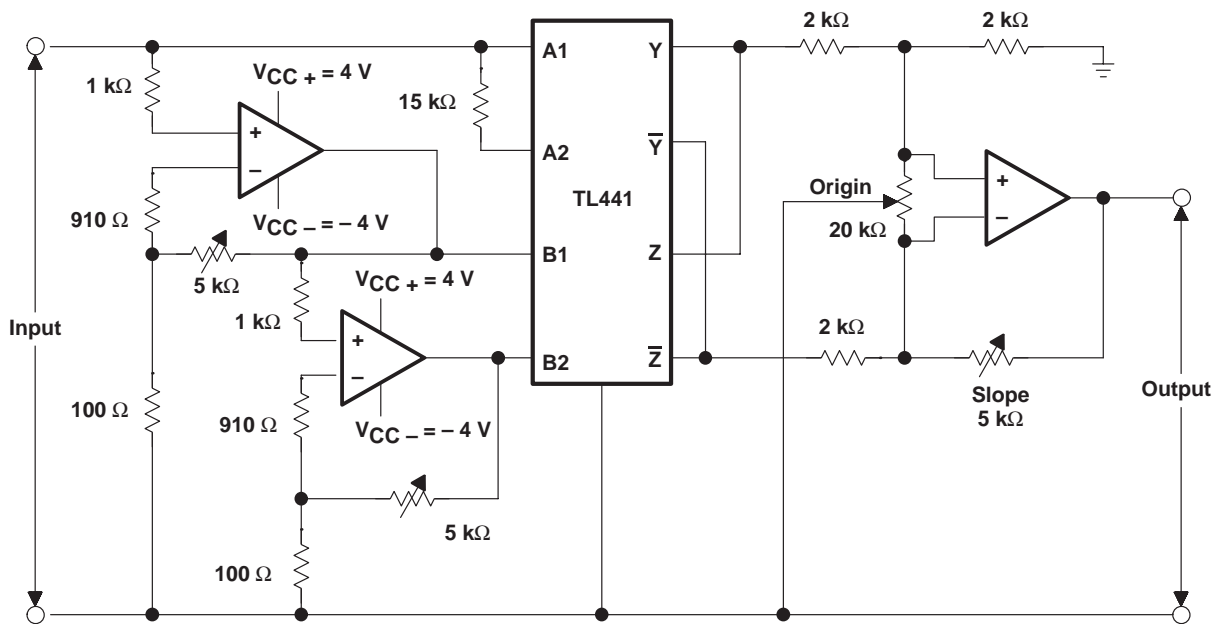 2 kΩ
2 kΩ
A1
Y
1 kΩ
VCC + = 4 V
15 kΩ
+
–
A2
Y
Origin
+
–
TL441
910 Ω
VCC – = – 4 V
20 kΩ
B1
Z
5 kΩ
VCC + = 4 V
Input
1 kΩ
+
–
2 kΩ
B2
Z
Slope
5 kΩ
Output
100 Ω
910 Ω
VCC – = – 4 V
5 kΩ
100 Ω